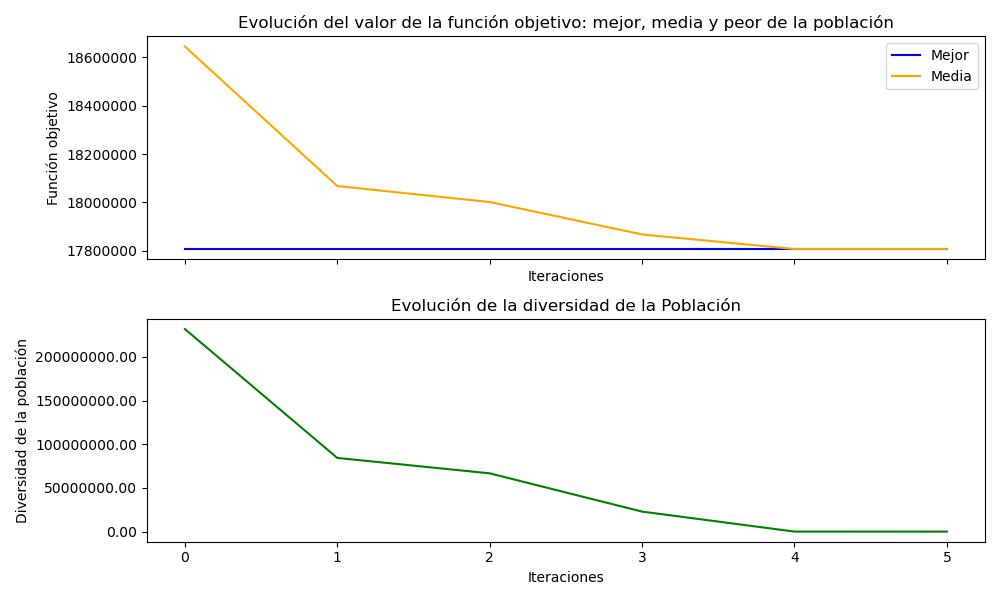 Evolución del valor de la función objetivo: mejor, media y peor de la población
Función objetivo
18600000
18400000
18200000
18000000
17800000
Mejor
Media
Iteraciones
Evolución de la diversidad de la Población
Diversidad de la población
200000000.00
150000000.00
100000000.00
50000000.00
0.00
0 1 2 3 4 5
Iteraciones